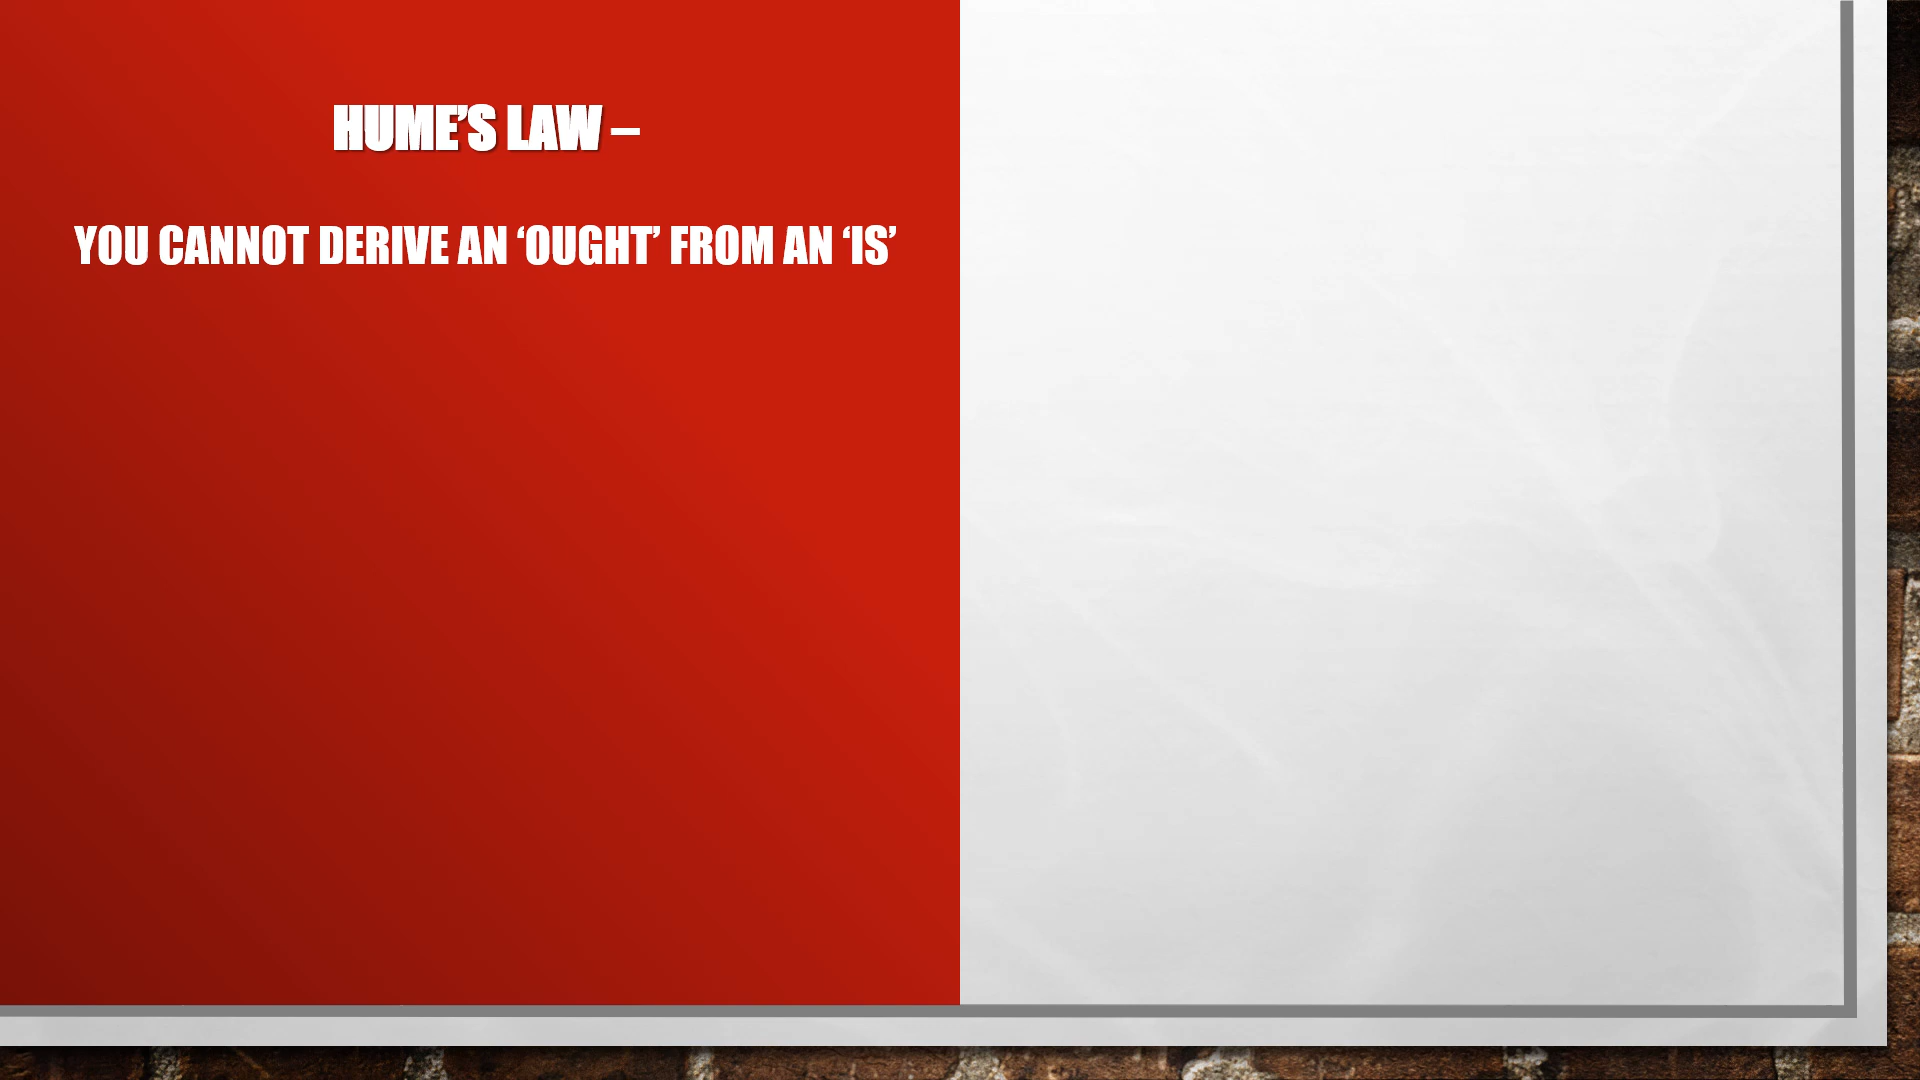 HUME’S LAW –
YOU CANNOT DERIVE AN ‘OUGHT’ FROM AN ‘IS’